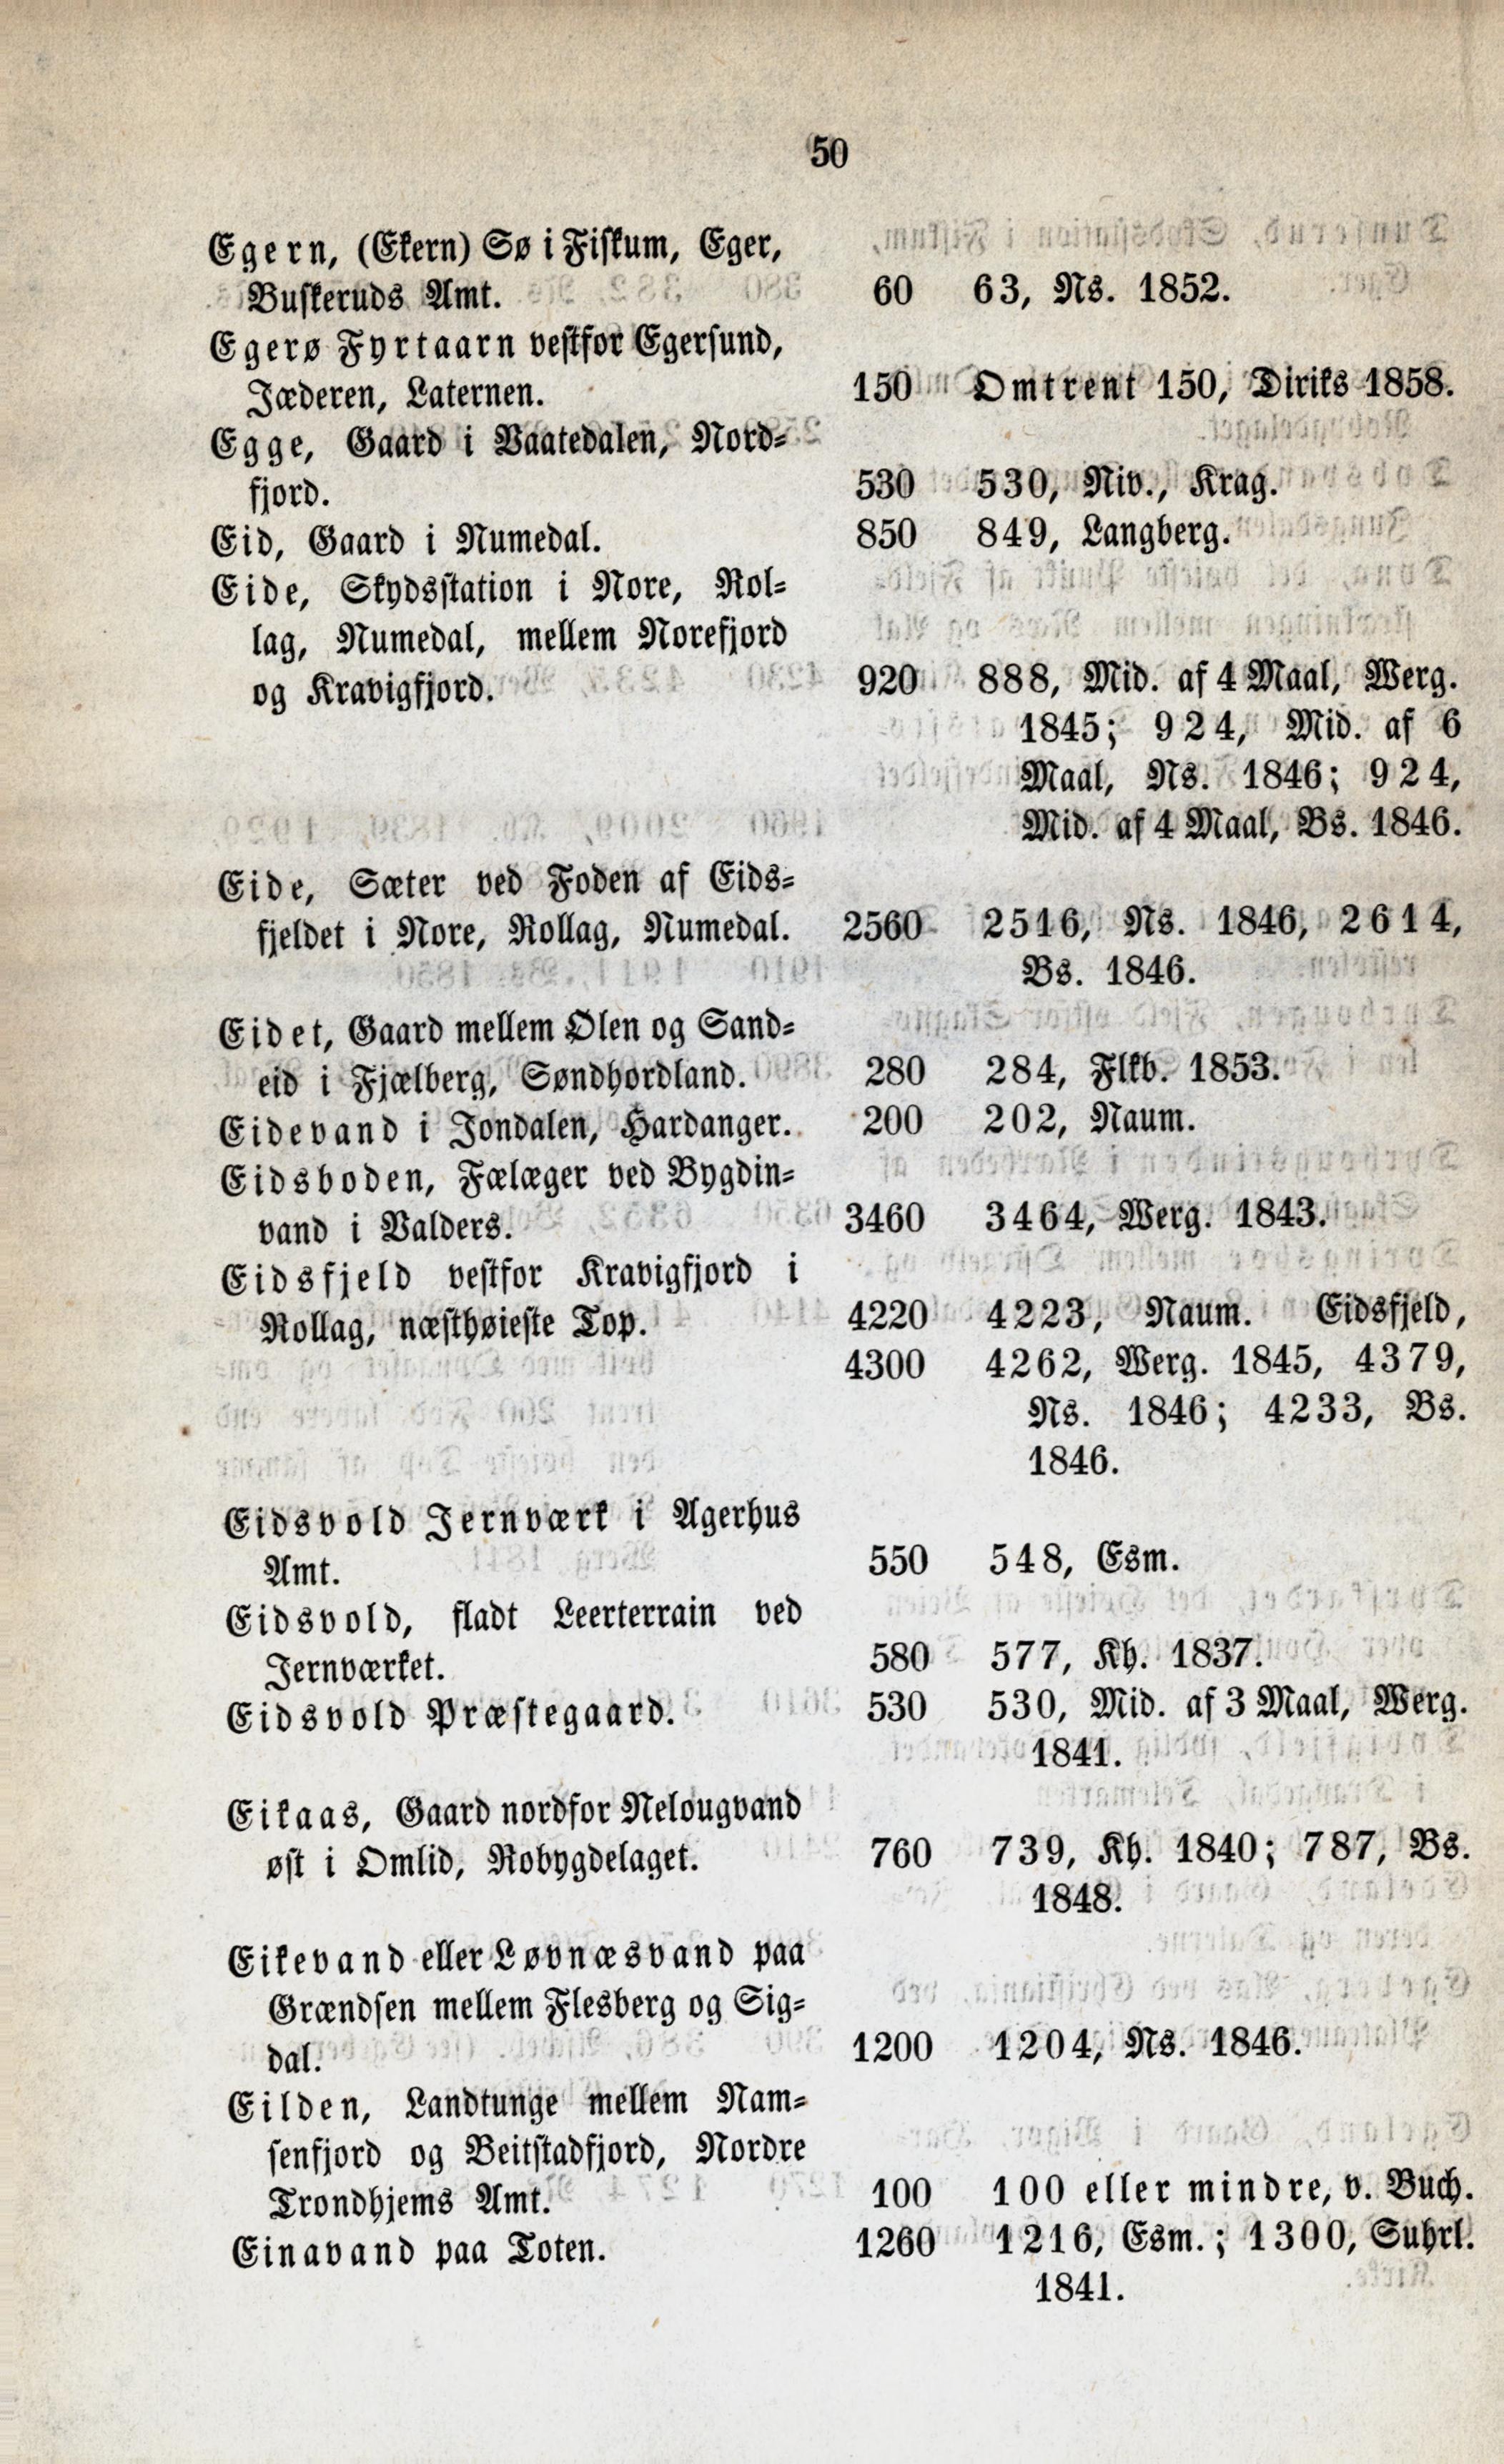 50
Egern, (Ekern) Sø i Fiskum, Eger,
Buskeruds Amt. 60 63, Ns. 1852.
Egerø Fyrtaarn vestfor Egersund,
Jæderen, Laternen. 150 Omtrent 150, Diriks 1858.
Egge, Gaard i Vaatedalen, Nord-
fjord. 530 530, Niv., Krag.
Eid, Gaard i Numedal. 850 849, Langberg.
Eide, Skydsstation i Nore, Rol-
lag, Numedal, mellem Norefjord
og Kravigfjord. 920 888, Mid. af 4 Maal, Werg.
1845; 924, Mid. af 6
Maal, Ns. 1846; 924,
Mid. af 4 Maal, Bs. 1846.
Eide, Sæter ved Foden af Eids-
fjeldet i Nore, Rollag, Numedal. 2560 2516, Ns. 1846, 2614,
Bs. 1846.
Eidet, Gaard mellem Ølen og Sand-
eid i Fjælberg, Søndhordland. 280 284, Flkb. 1853.
Eidevand i Jondalen, Hardanger. 200 202, Naum.
Eidsboden, Fælæger ved Bygdin-
vand i Valders. 3460 3464, Werg. 1843.
Eidsfjeld vestfor Kravigfjord i
Rollag, næsthøieste Top. 4220 4223, Naum. Eidsfjeld,
4300 4262, Werg. 1845, 4379,
Ns. 1846; 4233, Bs.
1846.
Eidsvold Jernværk i Agerhus
Amt. 550 548, Esm.
Eidsvold, fladt Leerterrain ved
Jernværket. 580 577, Kh. 1837.
Eidsvold Præstegaard. 530 530, Mid. af 3 Maal, Werg.
1841.
Eikaas, Gaard nordfor Nelougvand
øst i Omlid, Robygdelaget. 760 739, Kh. 1840; 787, Bs.
1848.
Eikevand eller Løvnæsvand paa
Grændsen mellem Flesberg og Sig-
dal. 1200 1204, Ns. 1846.
Eilden, Landtunge mellem Nam-
senfjord og Beitstadfjord, Nordre
Trondhjems Amt. 100 100 eller mindre, v. Buch.
Einavand paa Toten. 1260 1216, Esm.; 1300, Suhrl.
1841.